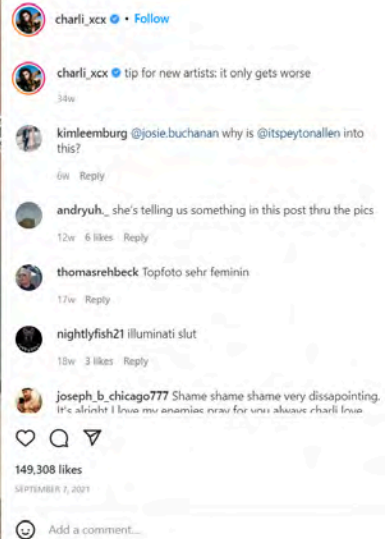 charli_xcx • Follow
charli_xcx tip for new artists: it only gets worse
34w
kimleemburg @josie.buchanan why is @itspeytonallen into
this?
6w Reply
andryuh._ she's telling us something in this post thru the pics
12w 6 likes Reply
thomasrehbeck Topfoto sehr feminin
17w Reply
nightlyfish21 illuminati slut
18w 3 likes Reply
joseph_b_chicago777 Shame shame shame very dissapointing.
It's alright I love my enemies pray for you always charli love
149,308 likes
SEPTEMBER 7, 2021
Add a comment...